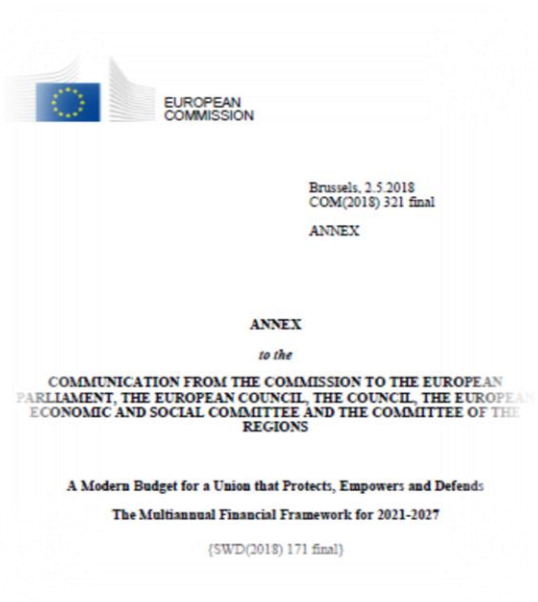 EUROPEAN
COMMISSION
Brussels, 2.5.2018
COM(2018) 321 final
ANNEX
ANNEX
to the
COMMUNICATION FROM THE COMMISSION TO THE EUROPEAN
PARLIAMENT, THE EUROPEAN COUNCIL, THE COUNCIL, THE EUROPEAN
ECONOMIC AND SOCIAL COMMITTEE AND THE COMMITTEE OF THE
REGIONS
A Modern Budget for a Union that Protects, Empowers and Defends
The Multiannual Financial Framework for 2021-2027
{SWD(2018) 171 final}